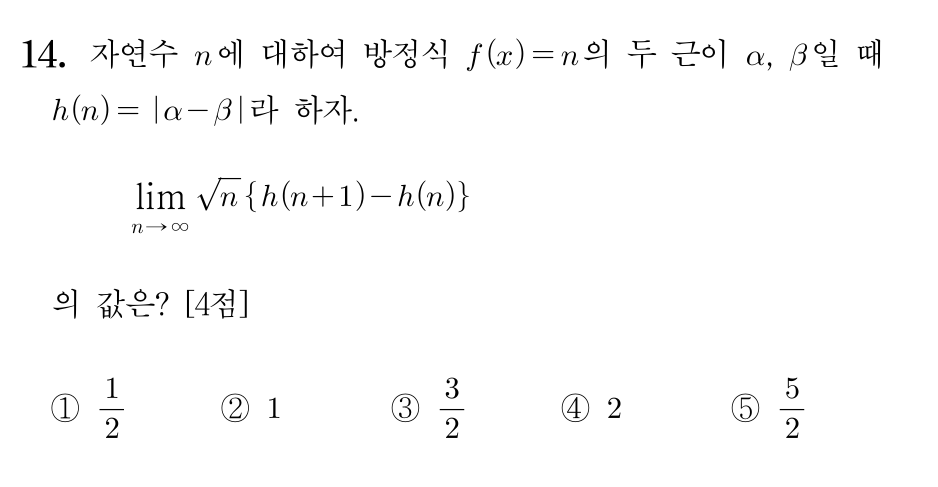 14. 자연수 n에 대하여 방정식 f(x)=n의 두 근이 α, β일 때
h(n)= |α−β|라 하자.
lim √n{h(n+1)−h(n)}
n→∞
의 값은? [4점]
① 1/2 ② 1 ③ 3/2 ④ 2 ⑤ 5/2